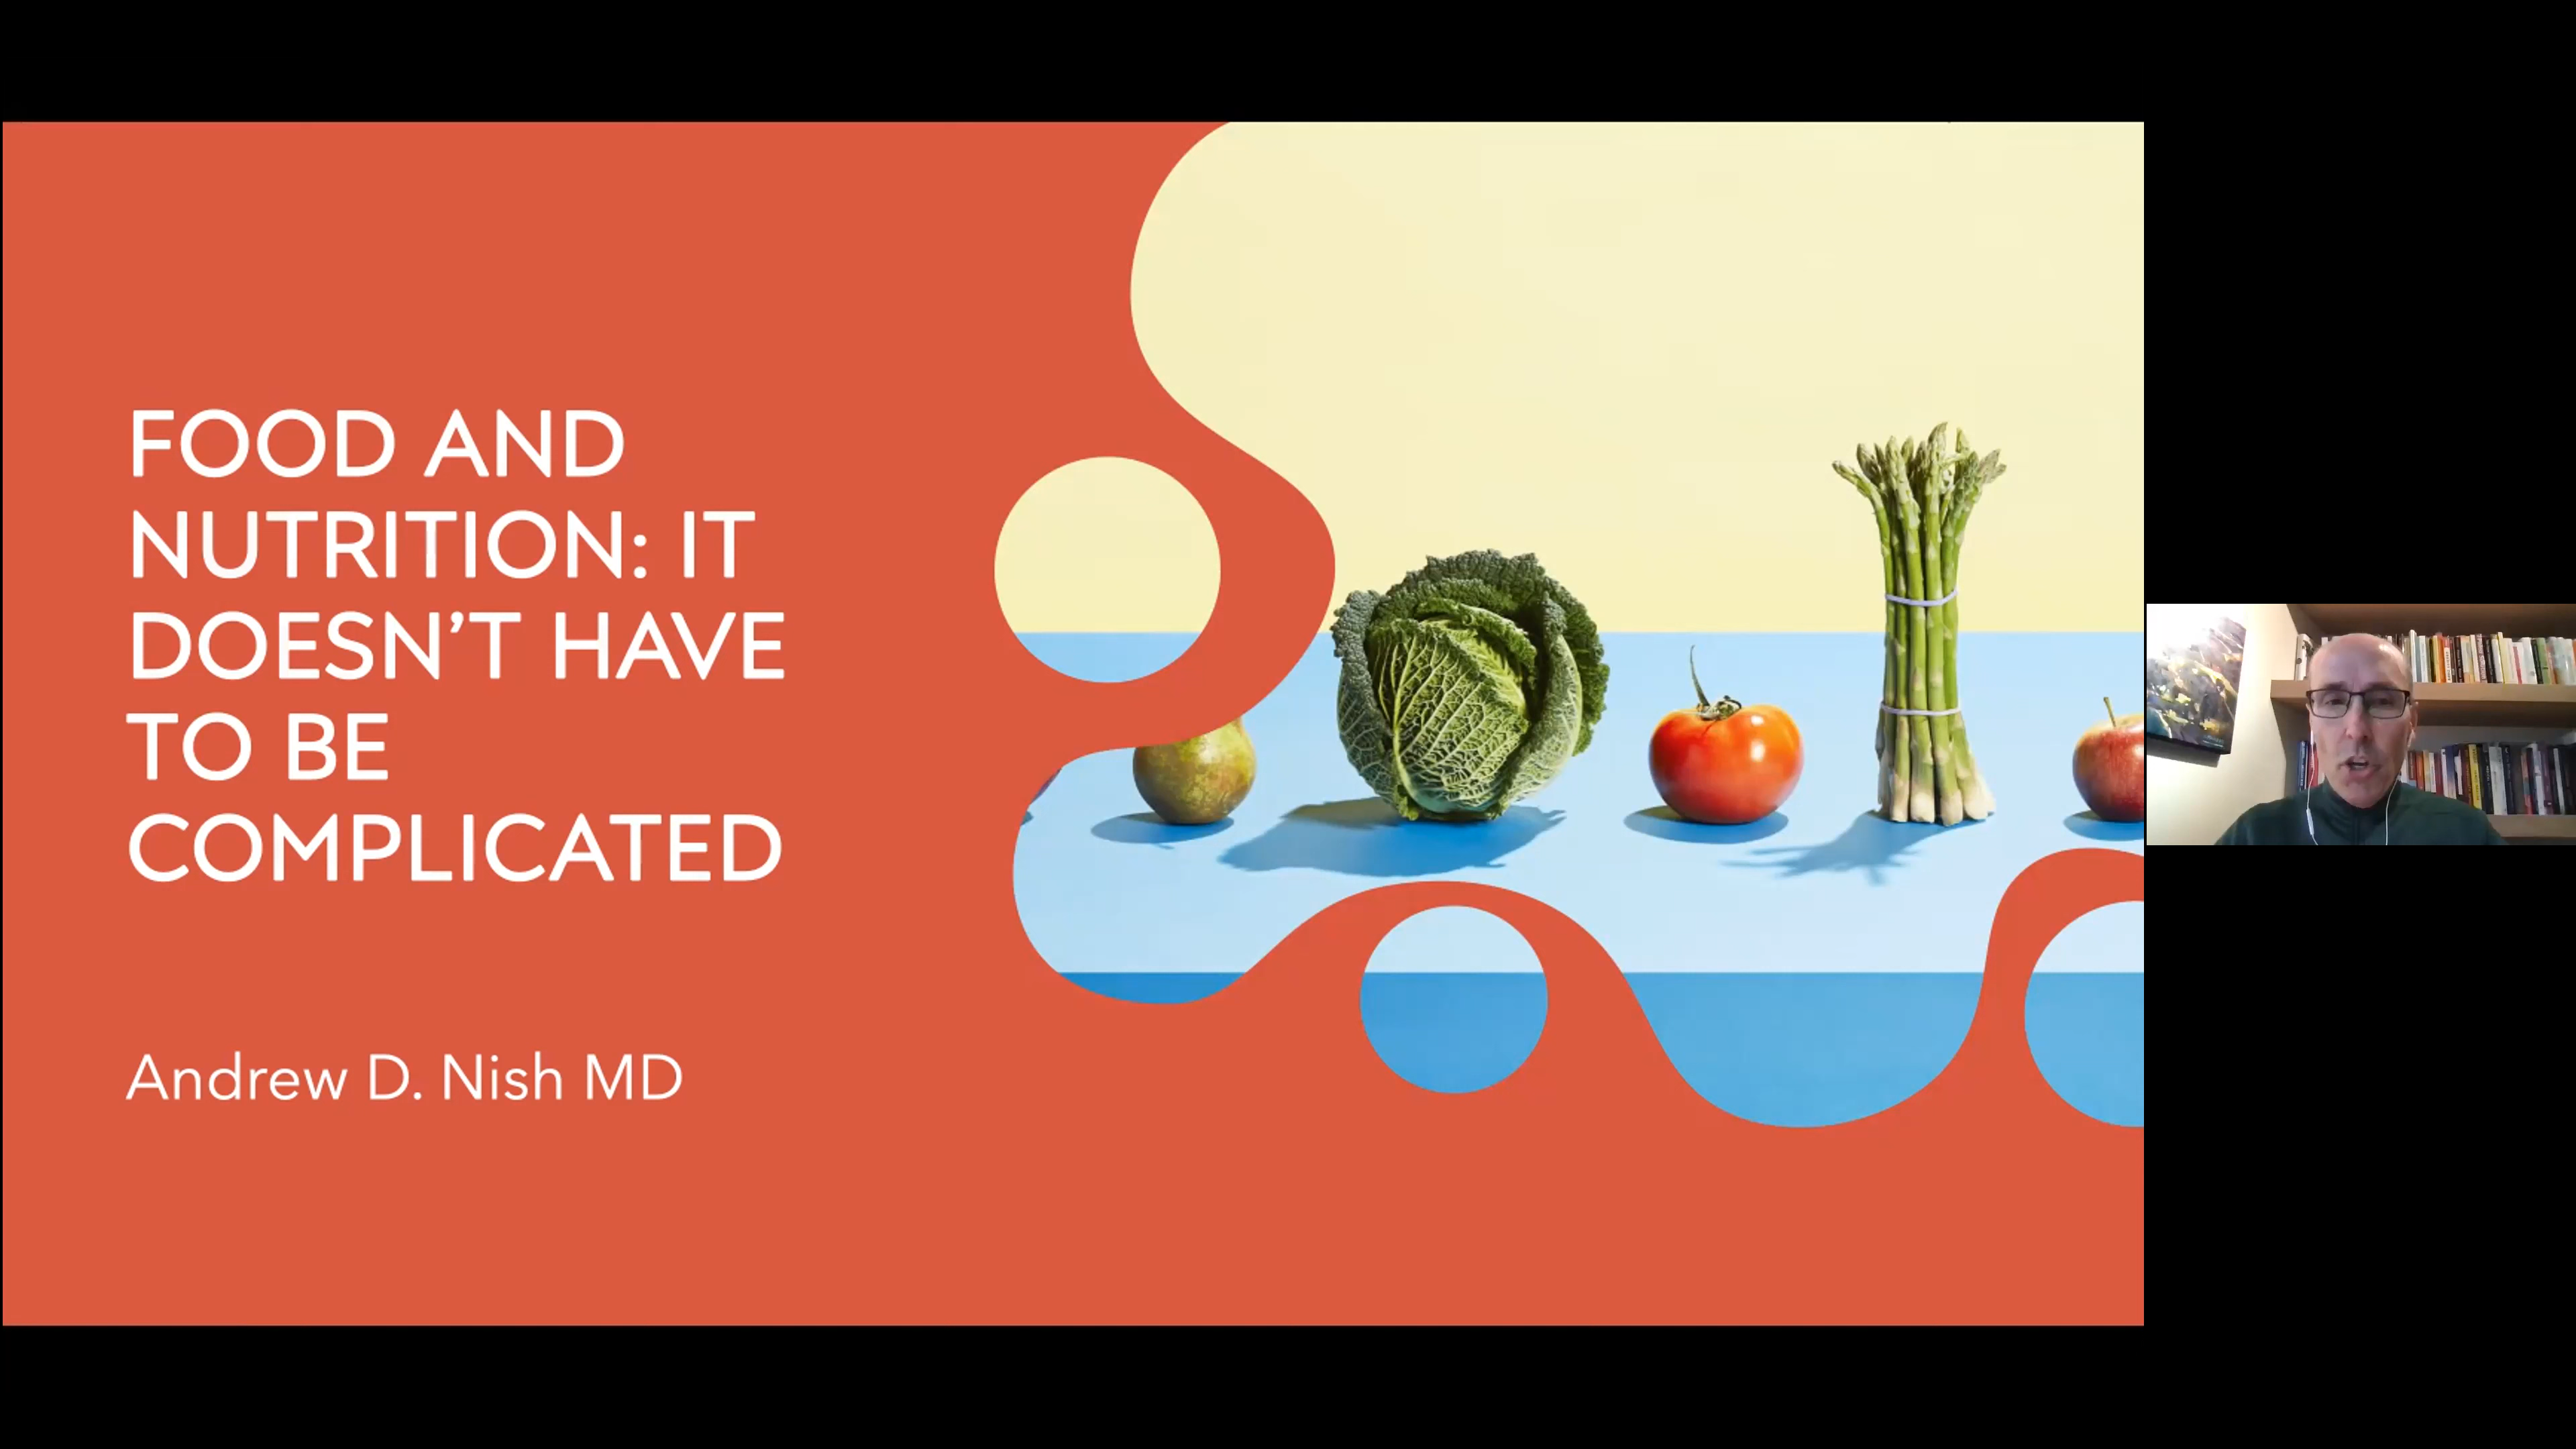 FOOD AND
NUTRITION: IT
DOESN’T HAVE
TO BE
COMPLICATED
Andrew D. Nish MD